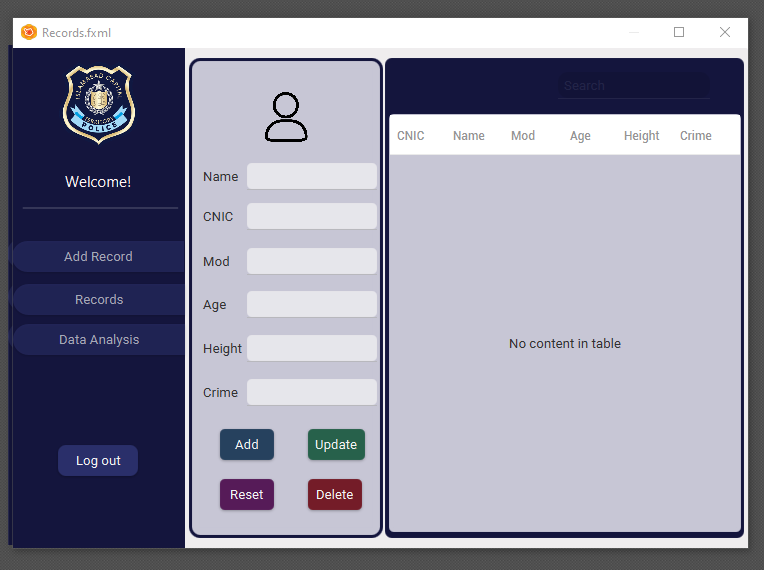 Records.fxml
ISLAMABAD CAPITAL
TERRITORY
POLICE
Welcome!
Add Record
Records
Data Analysis
Log out
Name
CNIC
Mod
Age
Height
Crime
Add
Update
Reset
Delete
Search
CNIC Name Mod Age Height Crime
No content in table